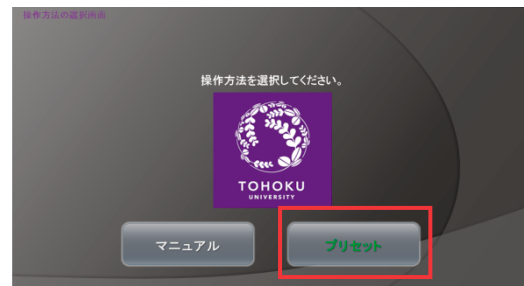 操作方法の選択画面
操作方法を選択してください。
TOHOKU
UNIVERSITY
マニュアル
プリセット